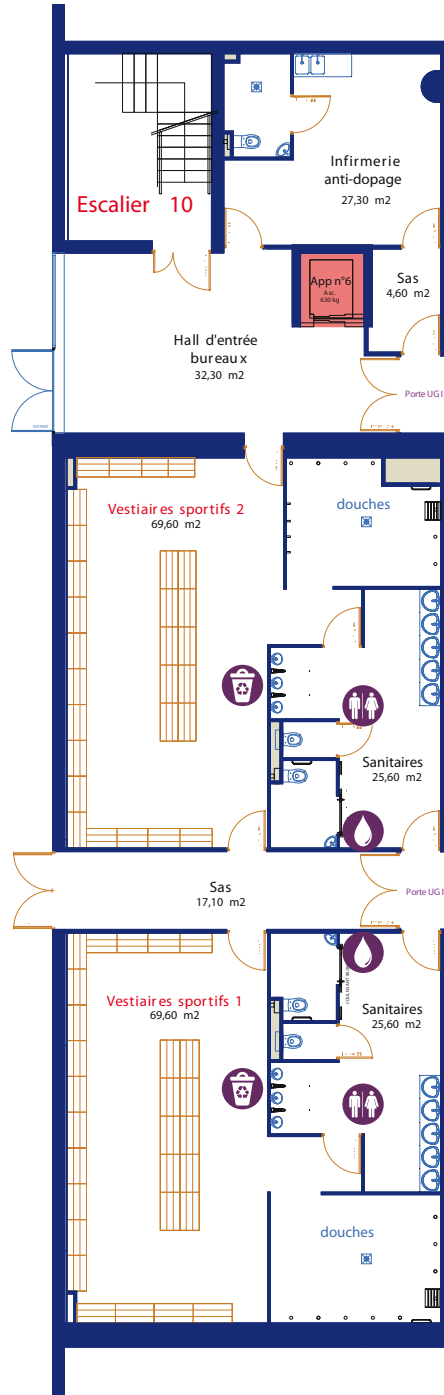 Infirmerie
anti-dopage
27,30 m2
Escalier 10
App n°6
Asc.
630 kg
Sas
4,60 m2
Hall d'entrée
bureaux
32,30 m2
Porte UGI
Vestiaires sportifs 2
69,60 m2
douches
Sanitaires
25,60 m2
Sas
17,10 m2
Porte UGI
Vestiaires sportifs 1
69,60 m2
Sanitaires
25,60 m2
douches